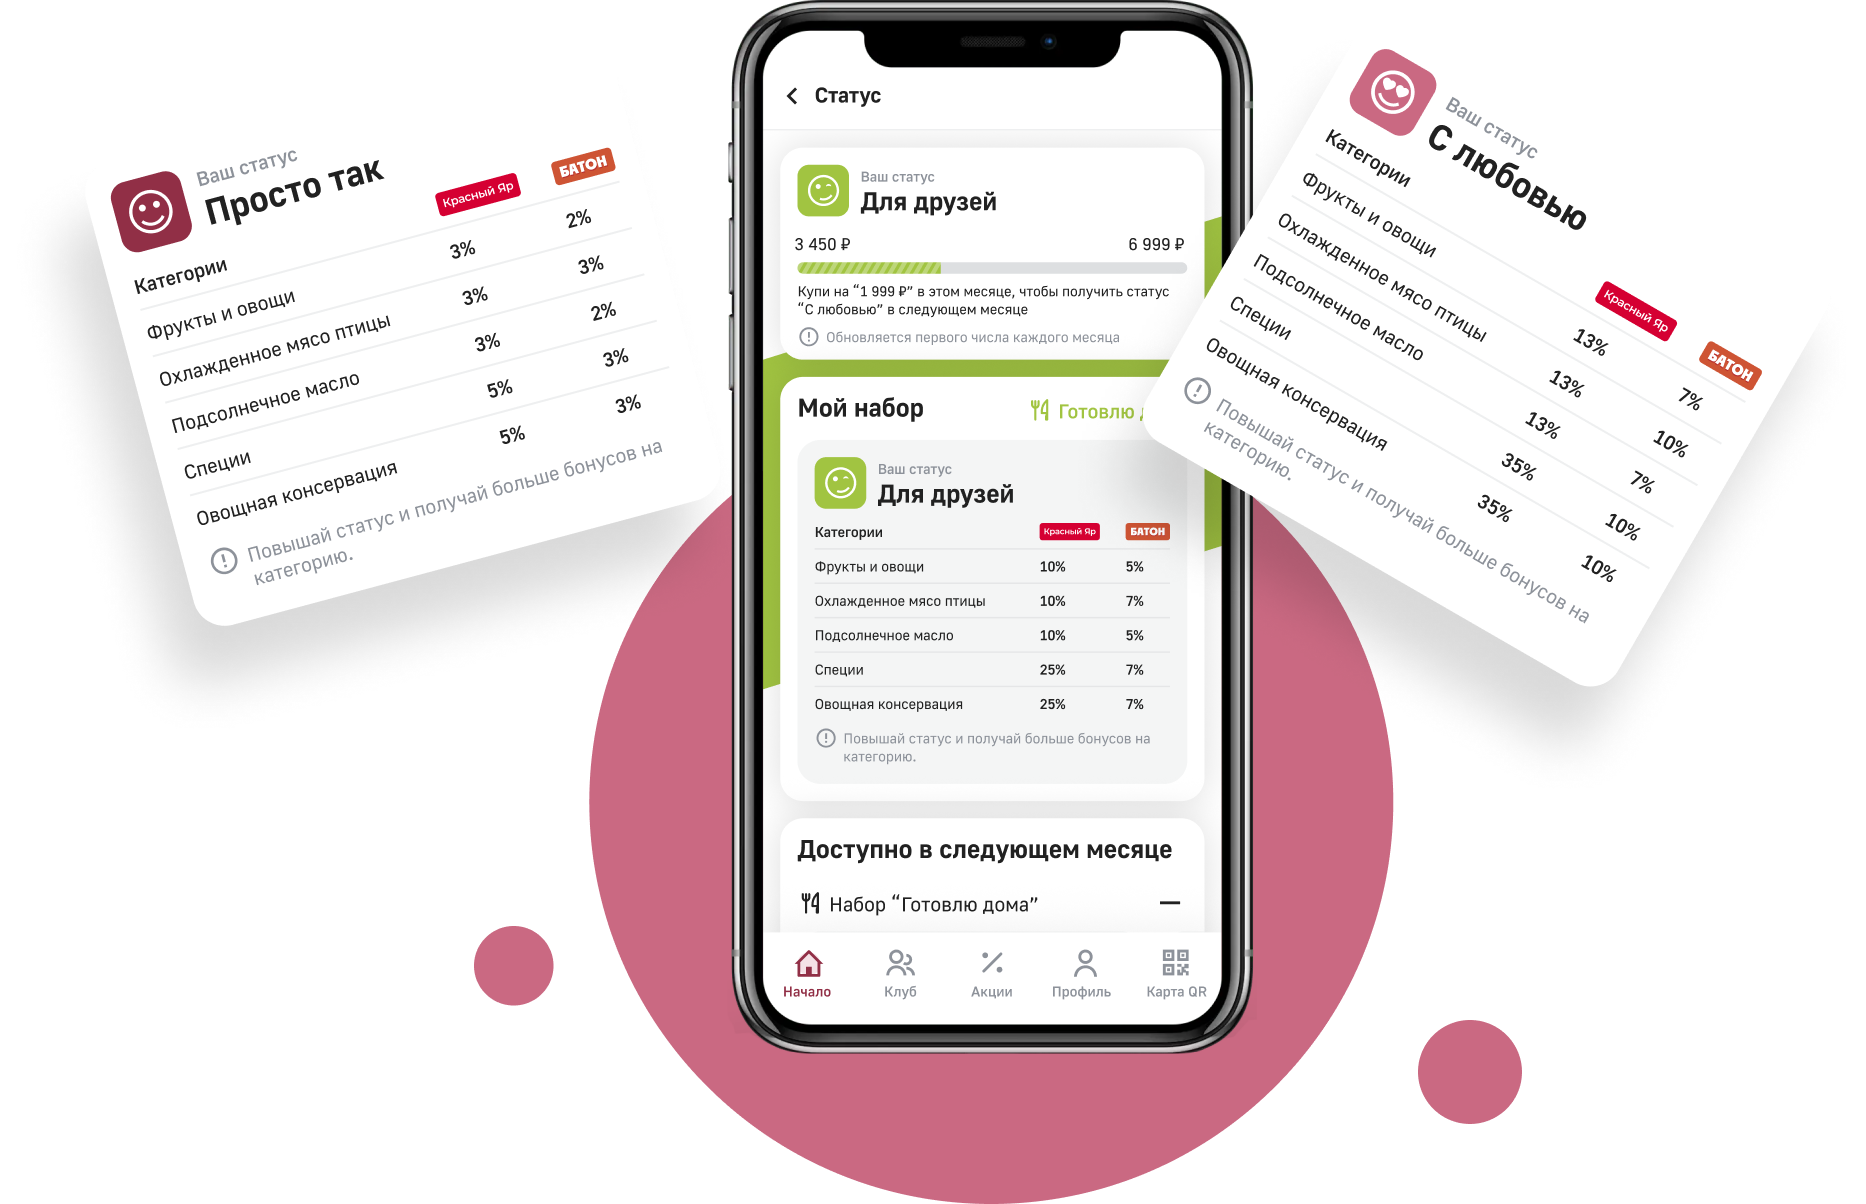 Ваш статус
Просто так
Категории Красный Яр БАТОН
Фрукты и овощи 3% 2%
Охлажденное мясо птицы 3% 3%
Подсолнечное масло 3% 2%
Специи 5% 3%
Овощная консервация 5% 3%
Повышай статус и получай больше бонусов на
категорию.
Статус
Ваш статус
Для друзей
3 450 ₽ 6 999 ₽
Купи на “1 999 ₽” в этом месяце, чтобы получить статус
“С любовью” в следующем месяце
Обновляется первого числа каждого месяца
Мой набор Готовлю
Ваш статус
Для друзей
Категории Красный Яр БАТОН
Фрукты и овощи 10% 5%
Охлажденное мясо птицы 10% 7%
Подсолнечное масло 10% 5%
Специи 25% 7%
Овощная консервация 25% 7%
Повышай статус и получай больше бонусов на
категорию.
Доступно в следующем месяце
Набор “Готовлю дома”
Начало Клуб Акции Профиль Карта QR
Ваш статус
С любовью
Категории Красный Яр БАТОН
Фрукты и овощи 13% 7%
Охлажденное мясо птицы 13% 10%
Подсолнечное масло 13% 7%
Специи 35% 10%
Овощная консервация 35% 10%
Повышай статус и получай больше бонусов на
категорию.